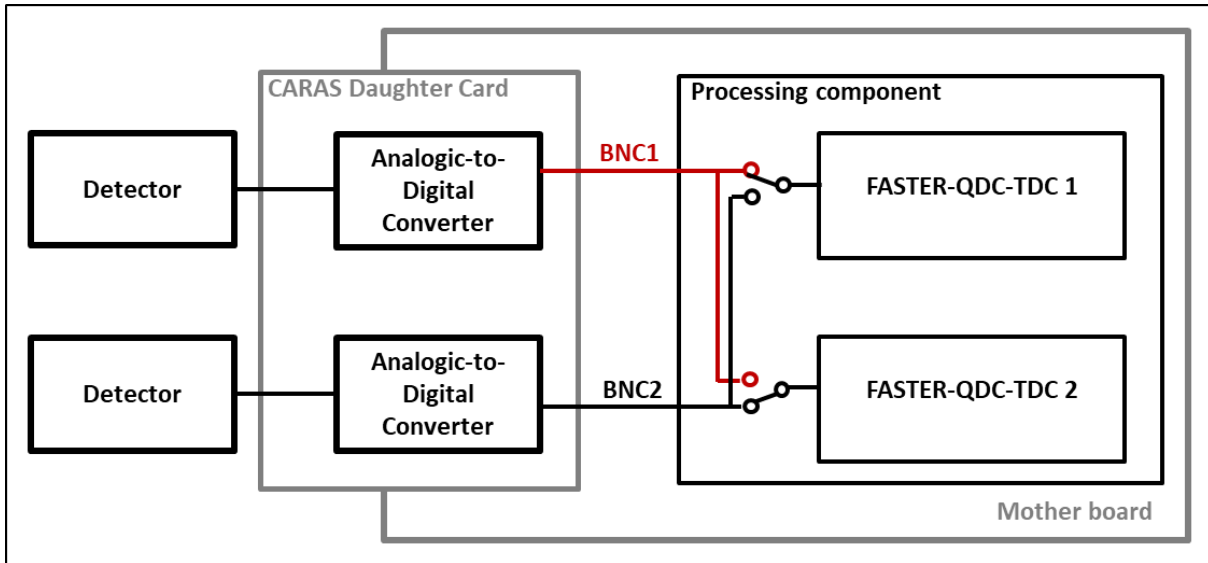 CARAS Daughter Card
Processing component
Detector
Analogic-to-
Digital
Converter
BNC1
FASTER-QDC-TDC 1
Detector
Analogic-to-
Digital
Converter
BNC2
FASTER-QDC-TDC 2
Mother board